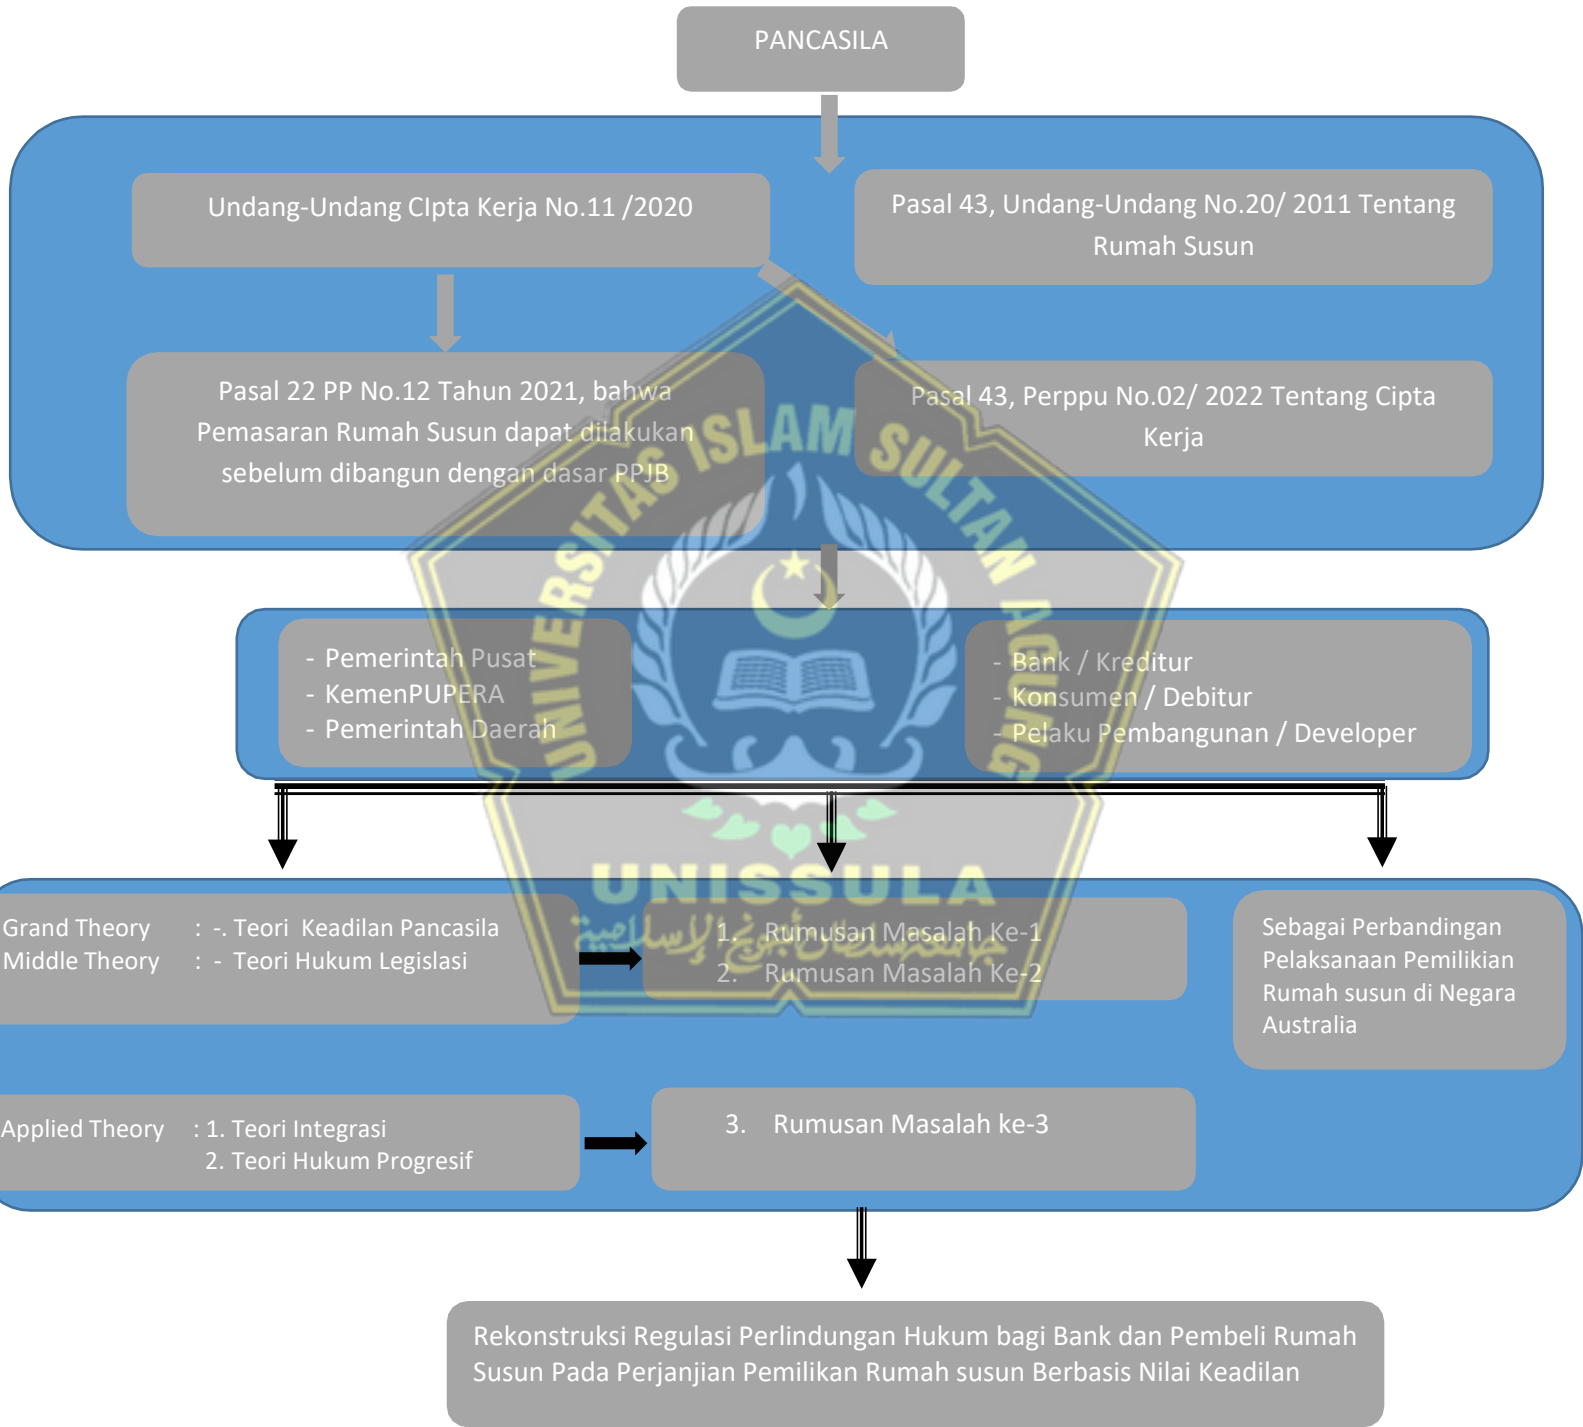 PANCASILA
Undang-Undang CIpta Kerja No.11 /2020
Pasal 43, Undang-Undang No.20/ 2011 Tentang
Rumah Susun
Pasal 22 PP No.12 Tahun 2021, bahwa
Pemasaran Rumah Susun dapat dilakukan
sebelum dibangun dengan dasar PPJB
Pasal 43, Perppu No.02/ 2022 Tentang Cipta
Kerja
UNIVERSITAS ISLAM SULTAN AGUNG
- Pemerintah Pusat
- KemenPUPERA
- Pemerintah Daerah
- Bank / Kreditur
- Konsumen / Debitur
- Pelaku Pembangunan / Developer
UNISSULA
جامعنسلطان أجونج الإسلامية
Grand Theory : -. Teori Keadilan Pancasila
Middle Theory : - Teori Hukum Legislasi
1. Rumusan Masalah Ke-1
2. Rumusan Masalah Ke-2
Sebagai Perbandingan
Pelaksanaan Pemilikian
Rumah susun di Negara
Australia
Applied Theory : 1. Teori Integrasi
2. Teori Hukum Progresif
3. Rumusan Masalah ke-3
Rekonstruksi Regulasi Perlindungan Hukum bagi Bank dan Pembeli Rumah
Susun Pada Perjanjian Pemilikan Rumah susun Berbasis Nilai Keadilan